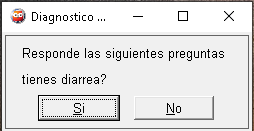 Diagnostico ...
Responde las siguientes preguntas
tienes diarrea?
Si
No